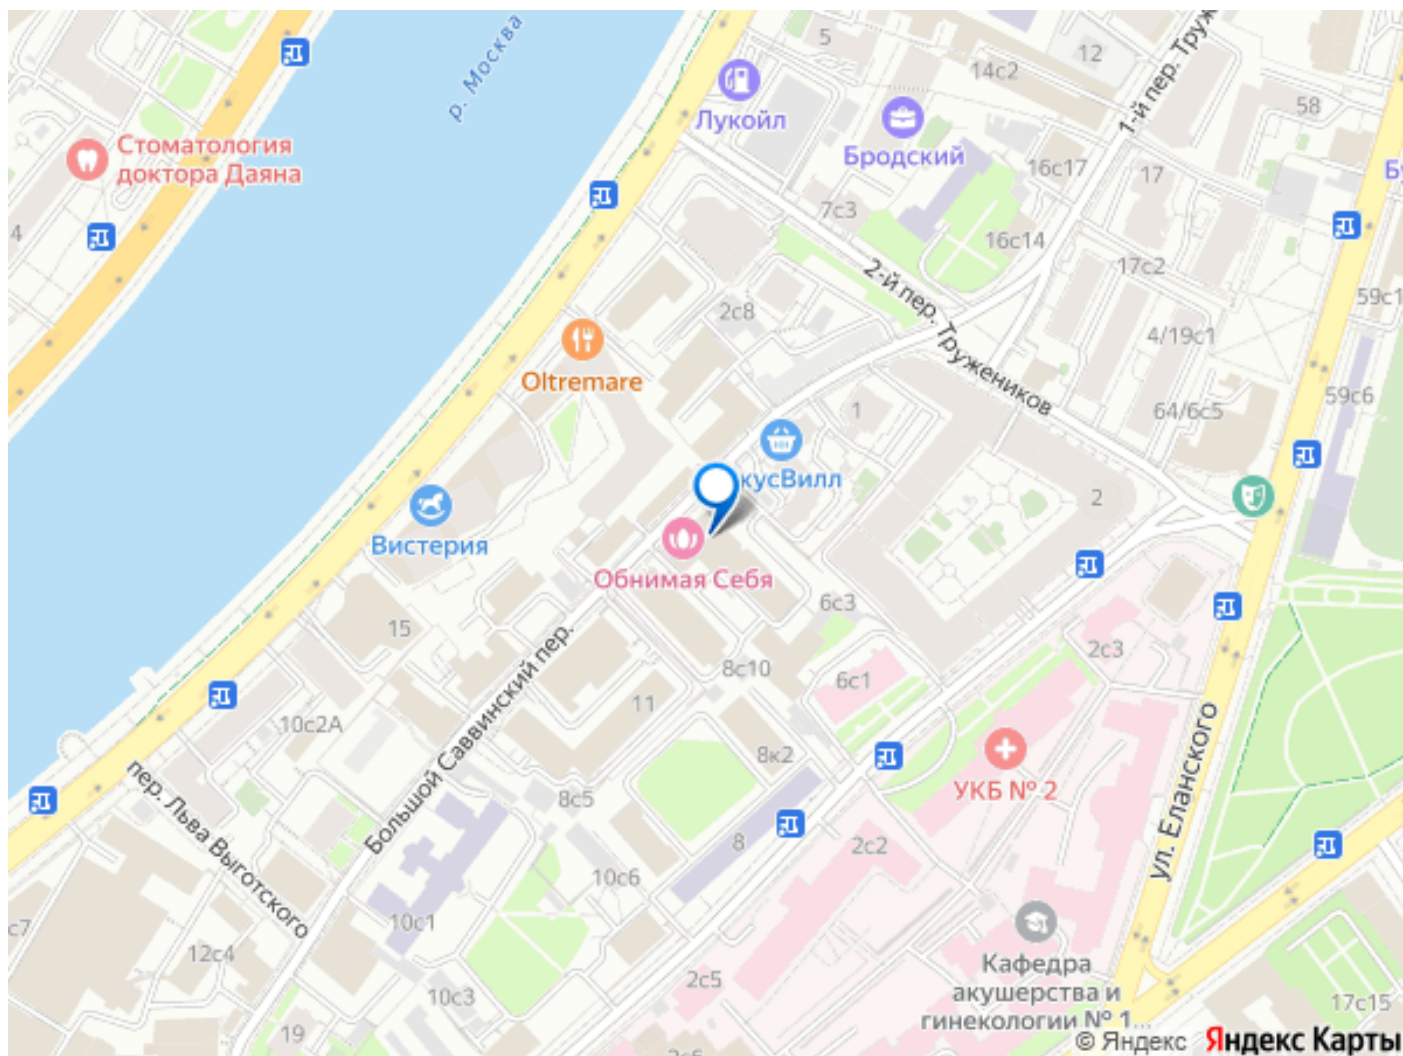 р. Москва
Стоматология
доктора Даяна
4
Лукойл
5
12
14с2
Бродский
58
16с17
17
7с3
16с14
17с2
1-й пер. Труж
2-й пер. Тружеников
59с1
2с8
4/19с1
Oltremare
59с6
64/6с5
1
кусВилл
2
Вистерия
Обнимая Себя
6с3
15
2с3
8с10
6с1
Большой Саввинский пер.
11
10с2А
8к2
УКБ № 2
ул. Еланского
пер. Льва Выготского
8с5
8
2с2
10с6
10с1
с7
12с4
Кафедра
акушерства и
гинекологии № 1...
2с5
10с3
17с15
19
2с6
© Яндекс Яндекс Карты